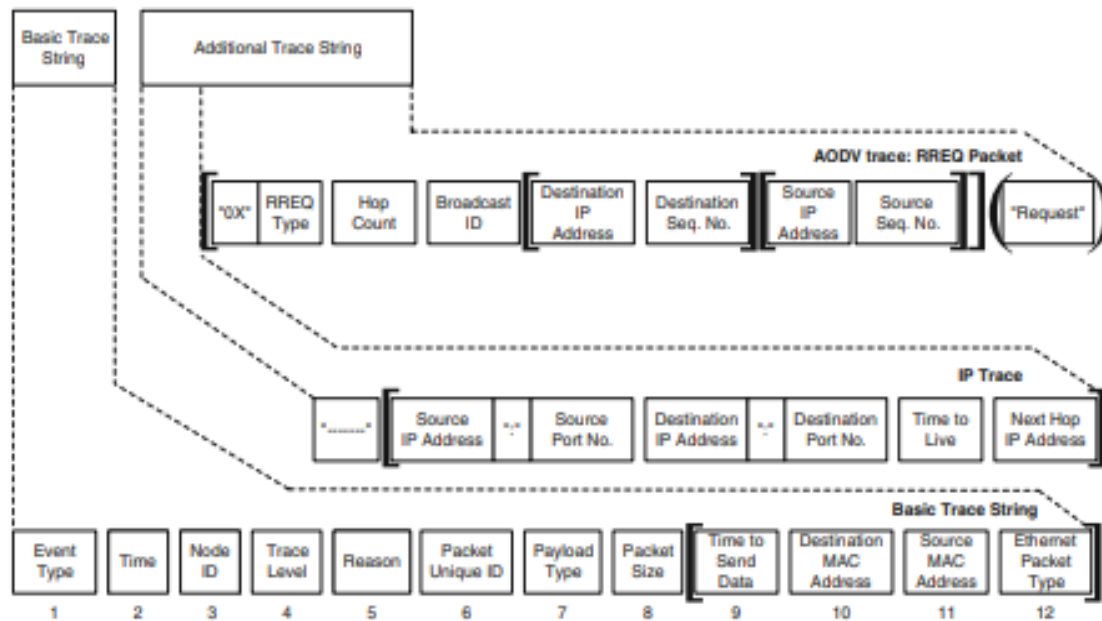 Basic Trace
String
Additional Trace String
AODV trace: RREQ Packet
"0X"
RREQ
Type
Hop
Count
Broadcast
ID
Destination
IP
Address
Destination
Seq. No.
Source
IP
Address
Source
Seq. No.
"Request"
IP Trace
"-------"
Source
IP Address
":"
Source
Port No.
Destination
IP Address
":"
Destination
Port No.
Time to
Live
Next Hop
IP Address
Basic Trace String
Event
Type
Time
Node
ID
Trace
Level
Reason
Packet
Unique ID
Payload
Type
Packet
Size
Time to
Send
Data
Destination
MAC
Address
Source
MAC
Address
Ethernet
Packet
Type
1 2 3 4 5 6 7 8 9 10 11 12